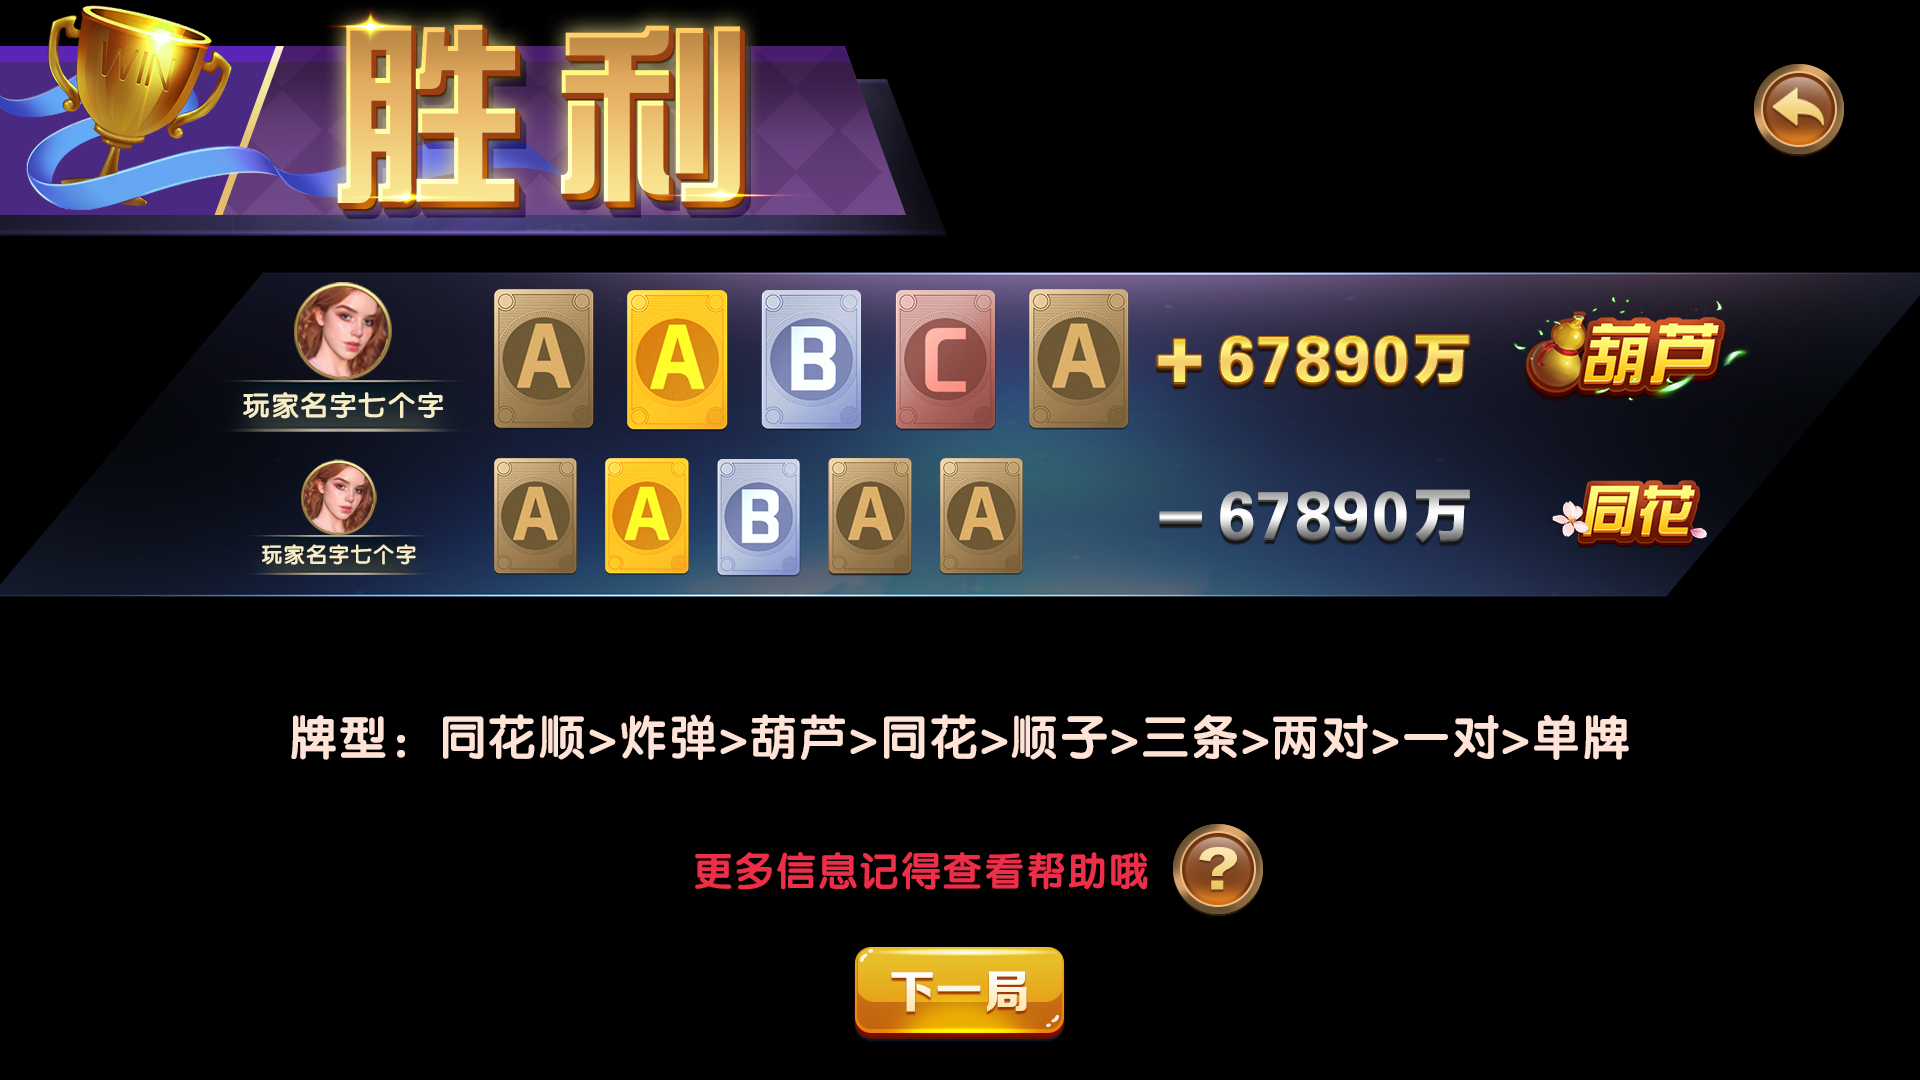 WIN
胜利
A A B C A +67890万 葫芦
玩家名字七个字
A A B A A -67890万 同花
玩家名字七个字
牌型：同花顺>炸弹>葫芦>同花>顺子>三条>两对>一对>单牌
更多信息记得查看帮助哦 ?
下一局